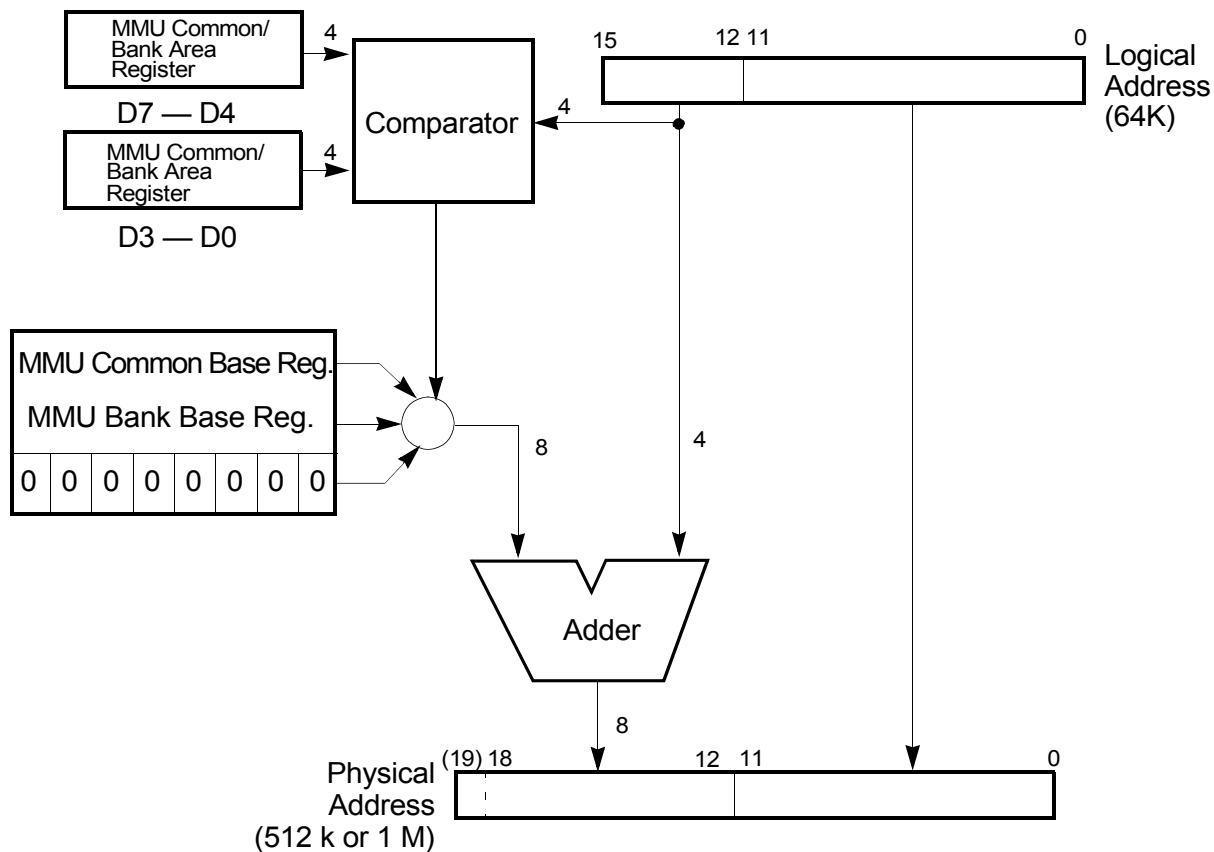 MMU Common/
Bank Area
Register
4
D7 — D4
MMU Common/
Bank Area
Register
4
D3 — D0
Comparator
4
15
12 11
0
Logical
Address
(64K)
MMU Common Base Reg.
MMU Bank Base Reg.
0 0 0 0 0 0 0 0
8
4
Adder
8
(19) 18
12 11
0
Physical
Address
(512 k or 1 M)